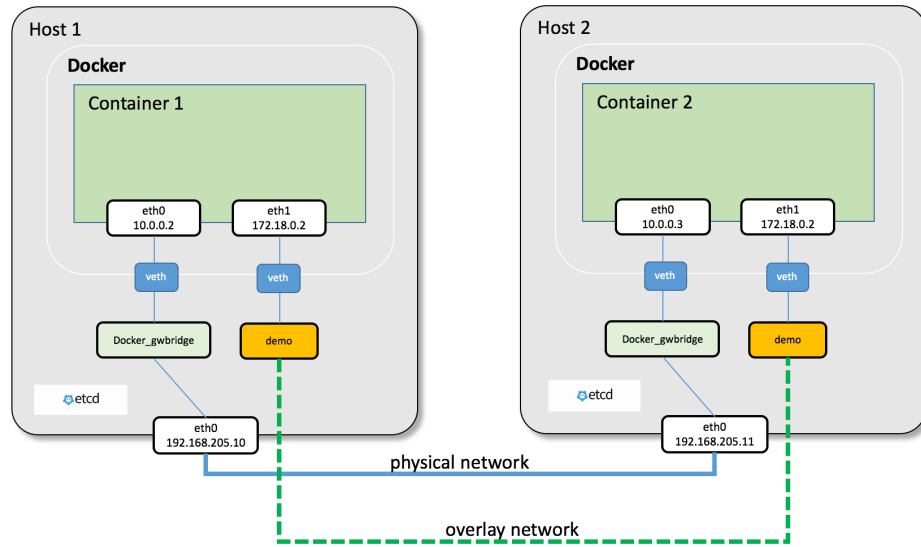 Host 1
Docker
Container 1
eth0
10.0.0.2
eth1
172.18.0.2
veth
veth
Docker_gwbridge
demo
etcd
eth0
192.168.205.10
Host 2
Docker
Container 2
eth0
10.0.0.3
eth1
172.18.0.2
veth
veth
Docker_gwbridge
demo
etcd
eth0
192.168.205.11
physical network
overlay network